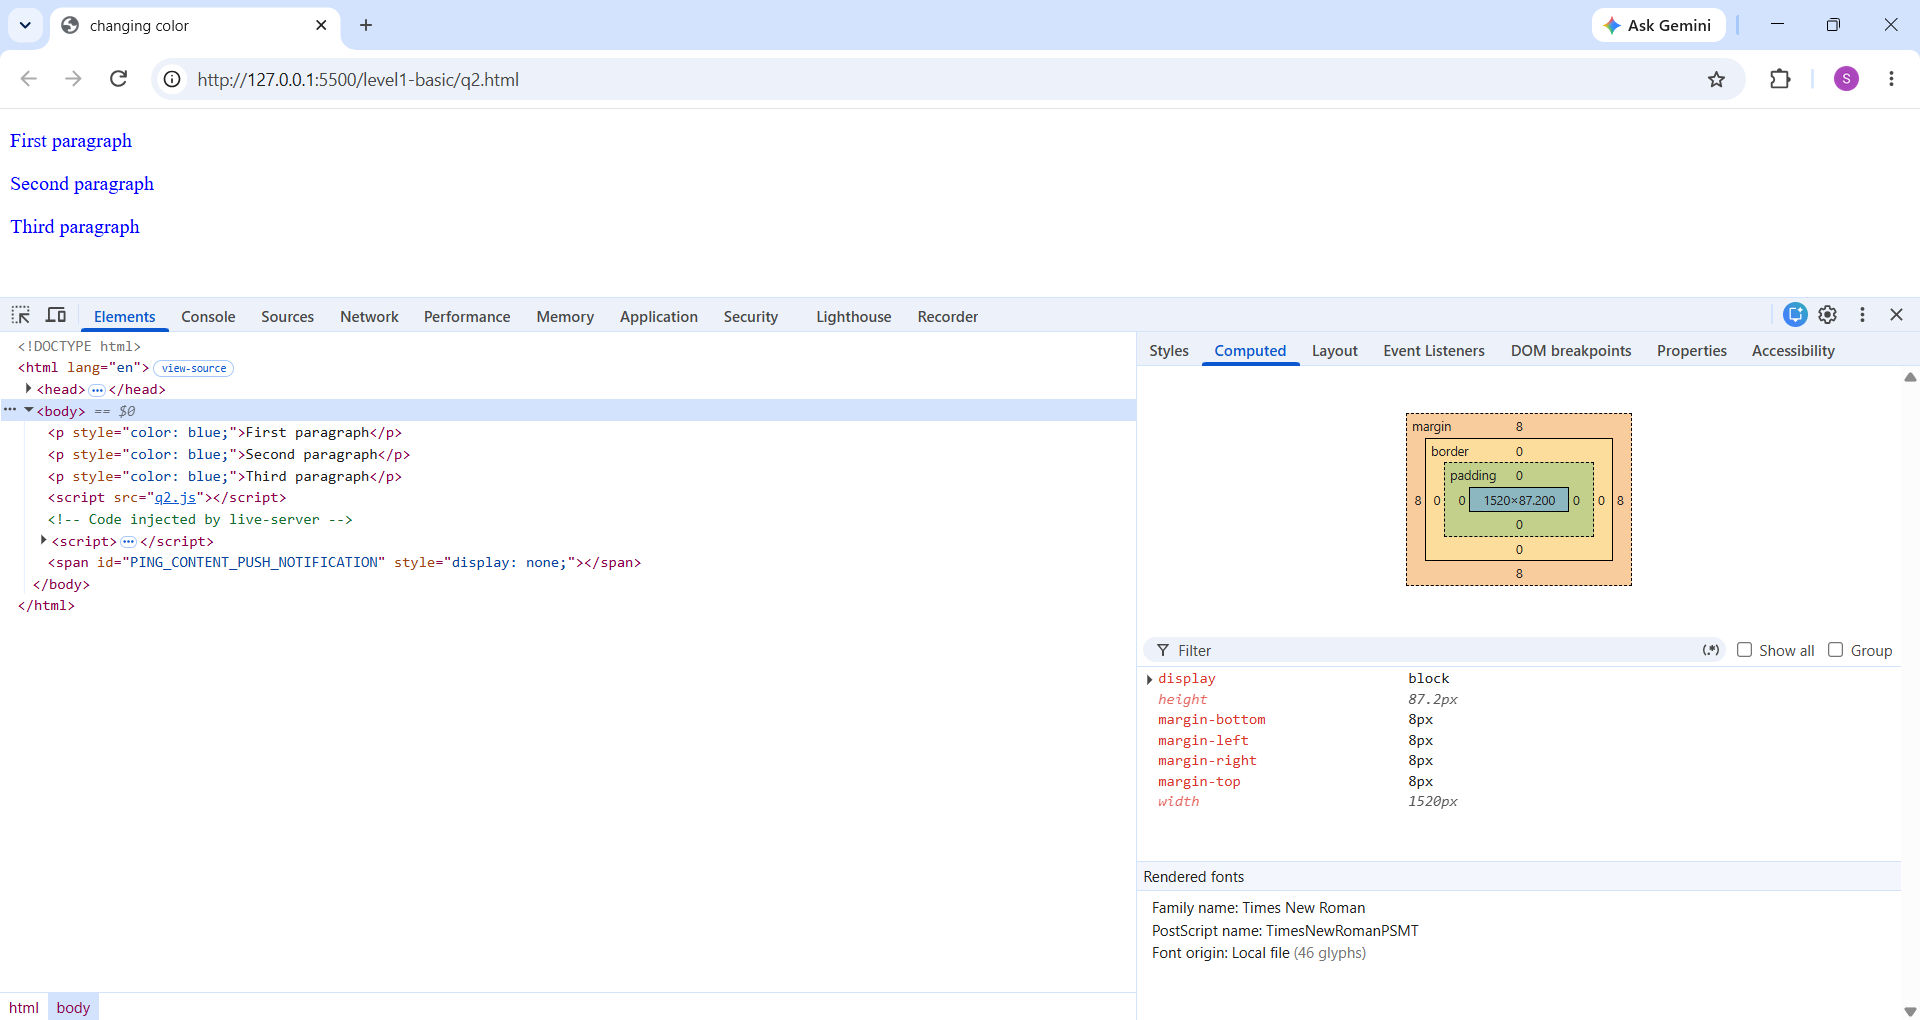 changing color
Ask Gemini
http://127.0.0.1:5500/level1-basic/q2.html
S
First paragraph
Second paragraph
Third paragraph
Elements Console Sources Network Performance Memory Application Security Lighthouse Recorder
<!DOCTYPE html>
<html lang="en"> view-source
<head> ••• </head>
••• <body> == $0
<p style="color: blue;">First paragraph</p>
<p style="color: blue;">Second paragraph</p>
<p style="color: blue;">Third paragraph</p>
<script src="q2.js"></script>
<!-- Code injected by live-server -->
<script> ••• </script>
<span id="PING_CONTENT_PUSH_NOTIFICATION" style="display: none;"></span>
</body>
</html>
html body
Styles Computed Layout Event Listeners DOM breakpoints Properties Accessibility
margin 8
border 0
padding 0
8 0 0 1520×87.200 0 0 8
0
0
8
Filter (.*) Show all Group
display block
height 87.2px
margin-bottom 8px
margin-left 8px
margin-right 8px
margin-top 8px
width 1520px
Rendered fonts
Family name: Times New Roman
PostScript name: TimesNewRomanPSMT
Font origin: Local file (46 glyphs)